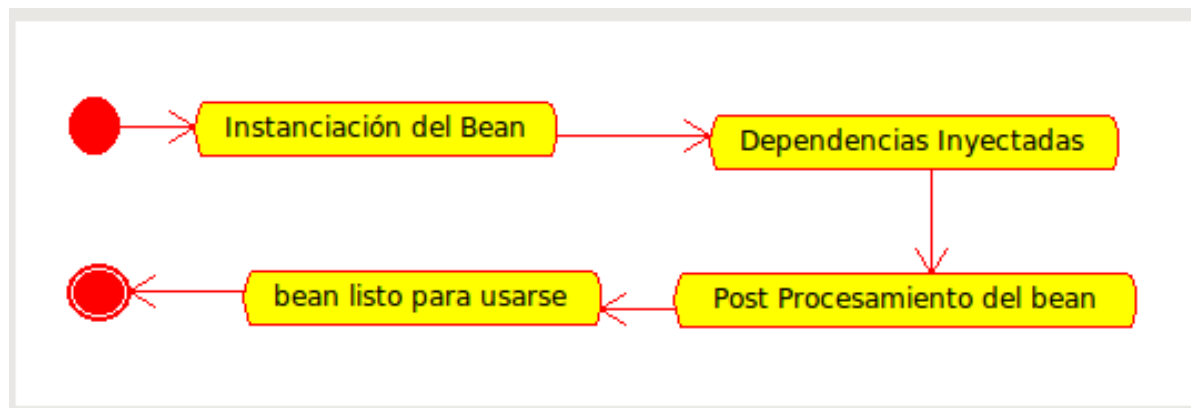 Instanciación del Bean
Dependencias Inyectadas
Post Procesamiento del bean
bean listo para usarse